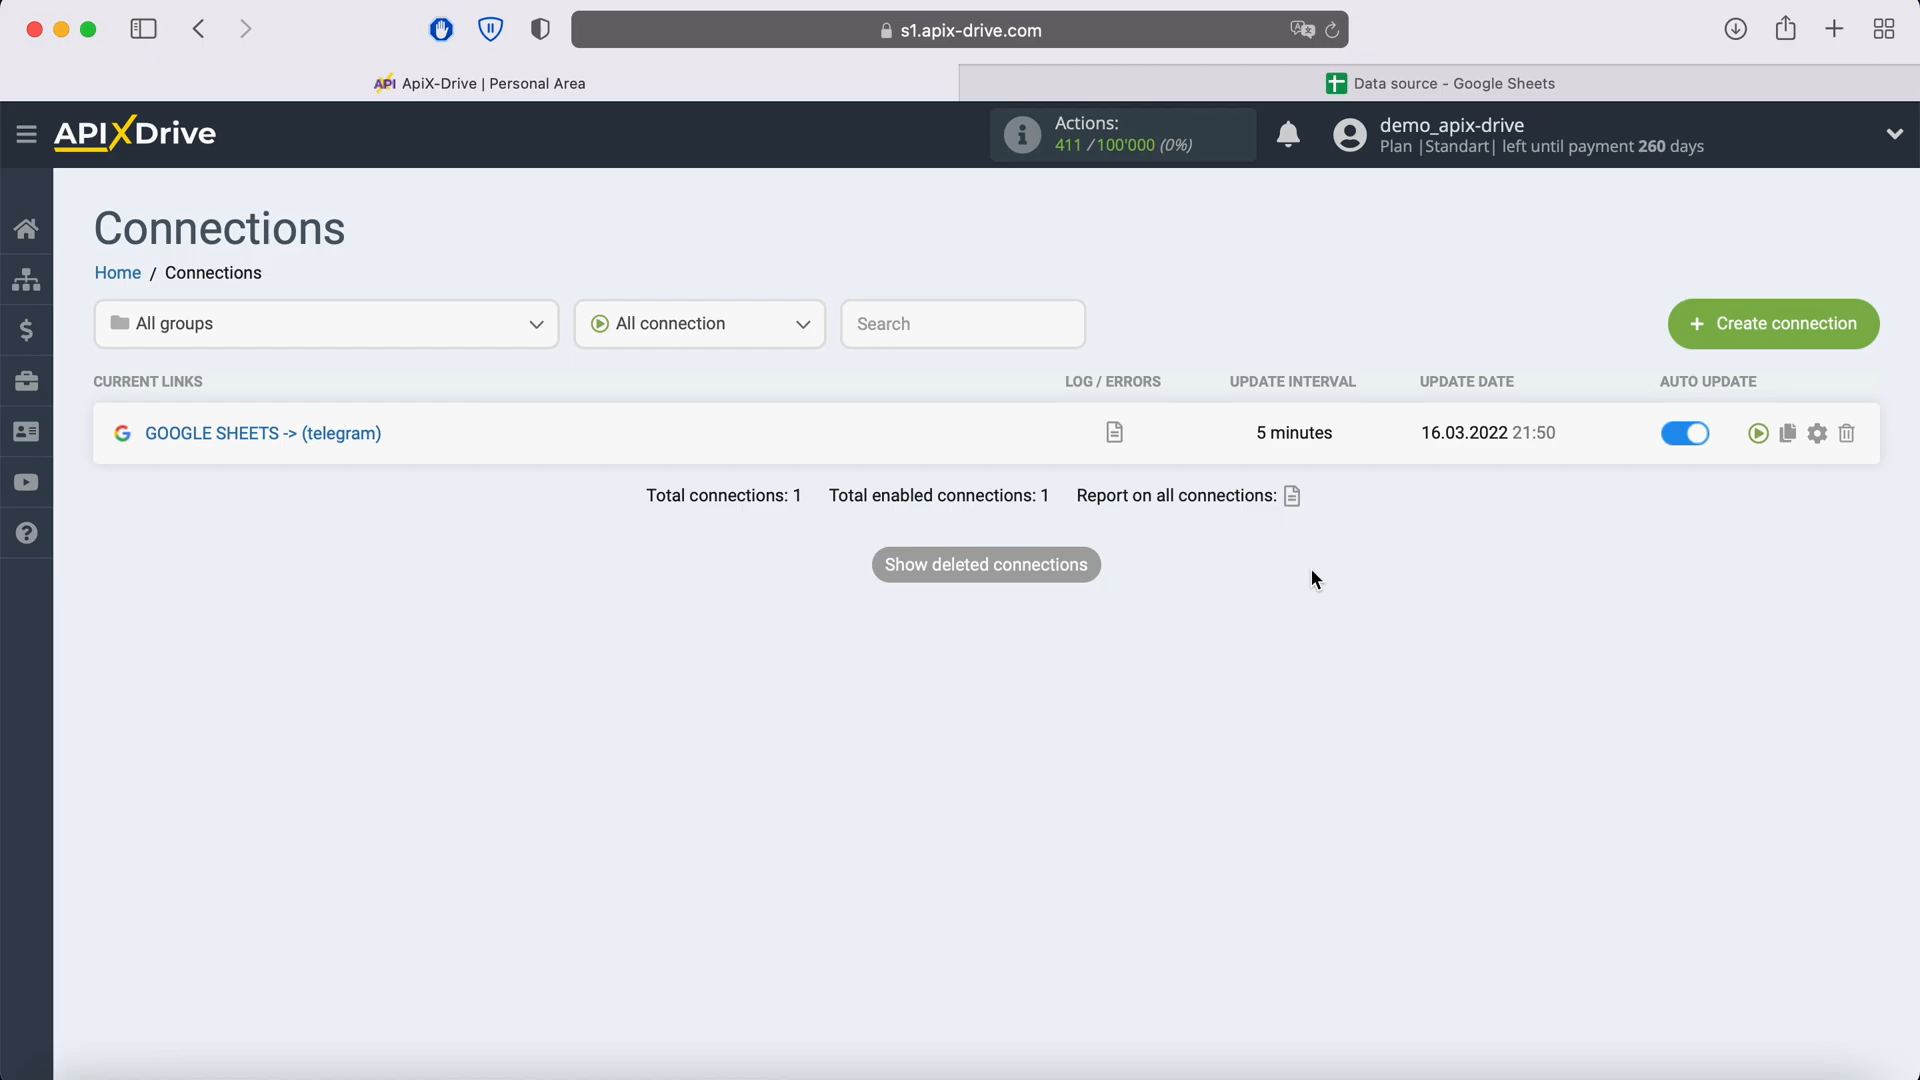 s1.apix-drive.com
API ApiX-Drive | Personal Area
Data source - Google Sheets
APIXDrive
Actions:
411 / 100'000 (0%)
demo_apix-drive
Plan |Standart| left until payment 260 days
Connections
Home / Connections
All groups
All connection
Search
+ Create connection
CURRENT LINKS
LOG / ERRORS
UPDATE INTERVAL
UPDATE DATE
AUTO UPDATE
GOOGLE SHEETS -> (telegram)
5 minutes
16.03.2022 21:50
Total connections: 1
Total enabled connections: 1
Report on all connections:
Show deleted connections